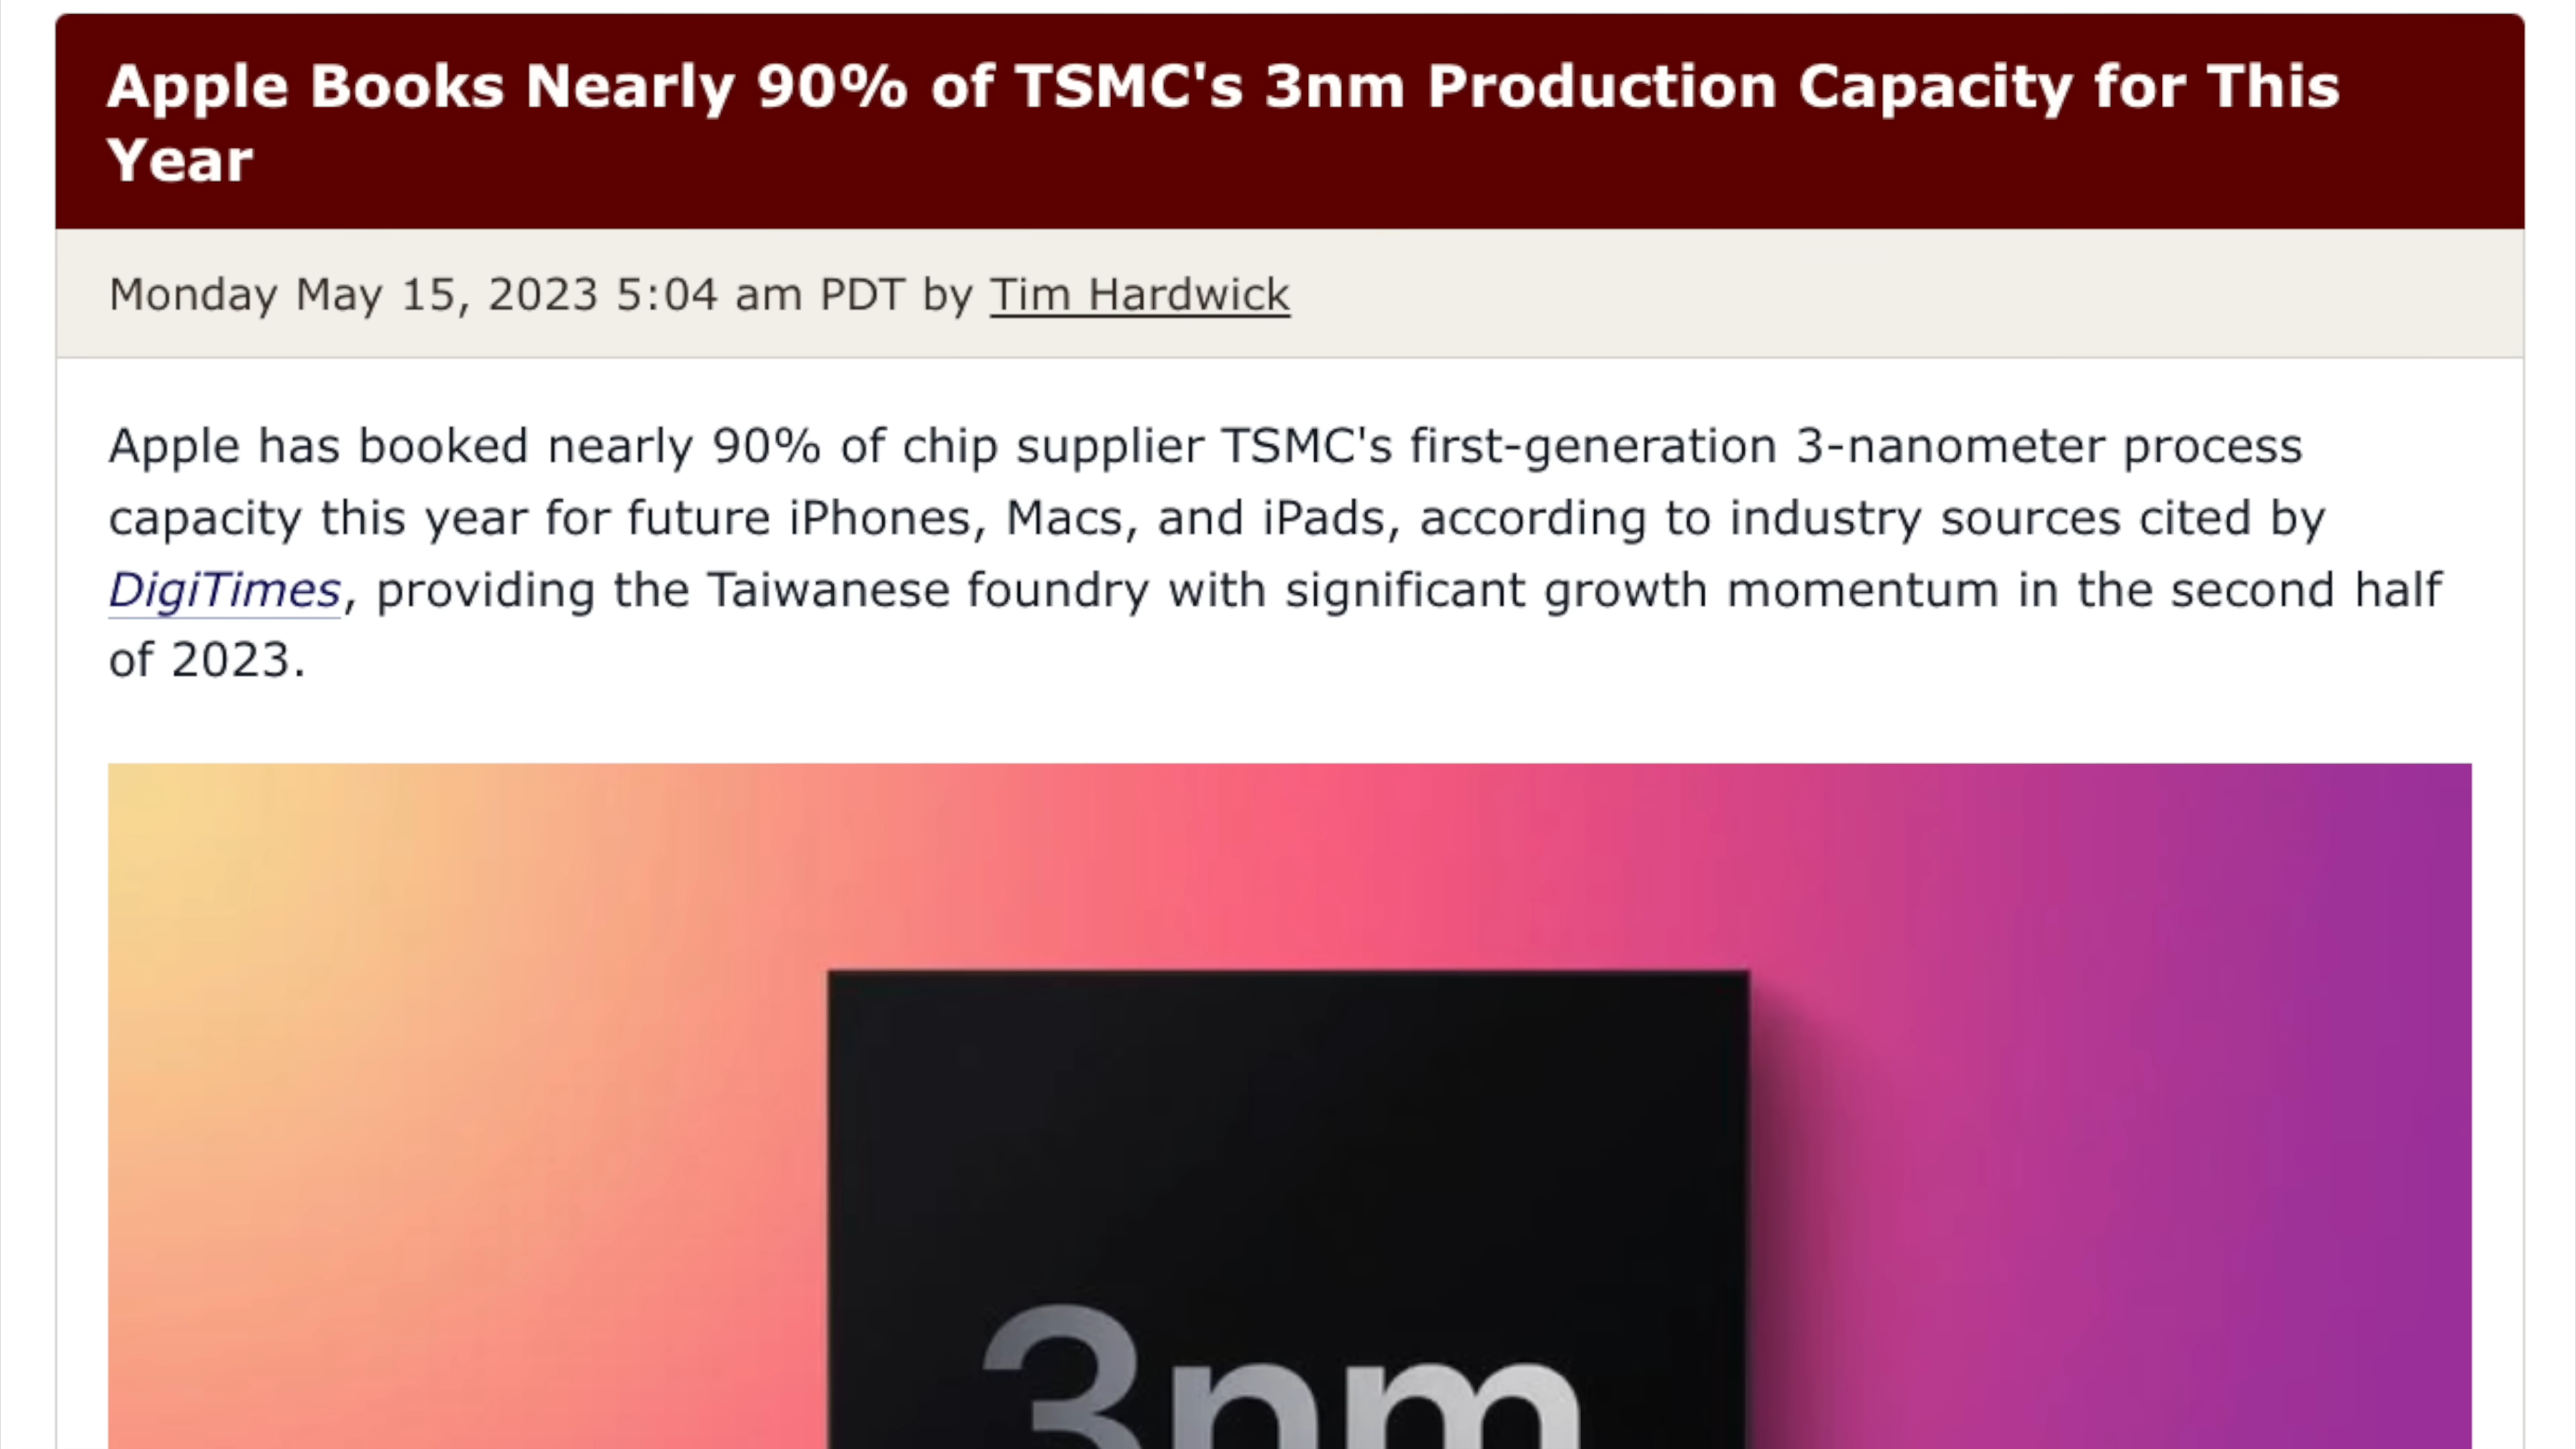 Apple Books Nearly 90% of TSMC's 3nm Production Capacity for This
Year
Monday May 15, 2023 5:04 am PDT by Tim Hardwick
Apple has booked nearly 90% of chip supplier TSMC's first-generation 3-nanometer process
capacity this year for future iPhones, Macs, and iPads, according to industry sources cited by
DigiTimes, providing the Taiwanese foundry with significant growth momentum in the second half
of 2023.
3nm